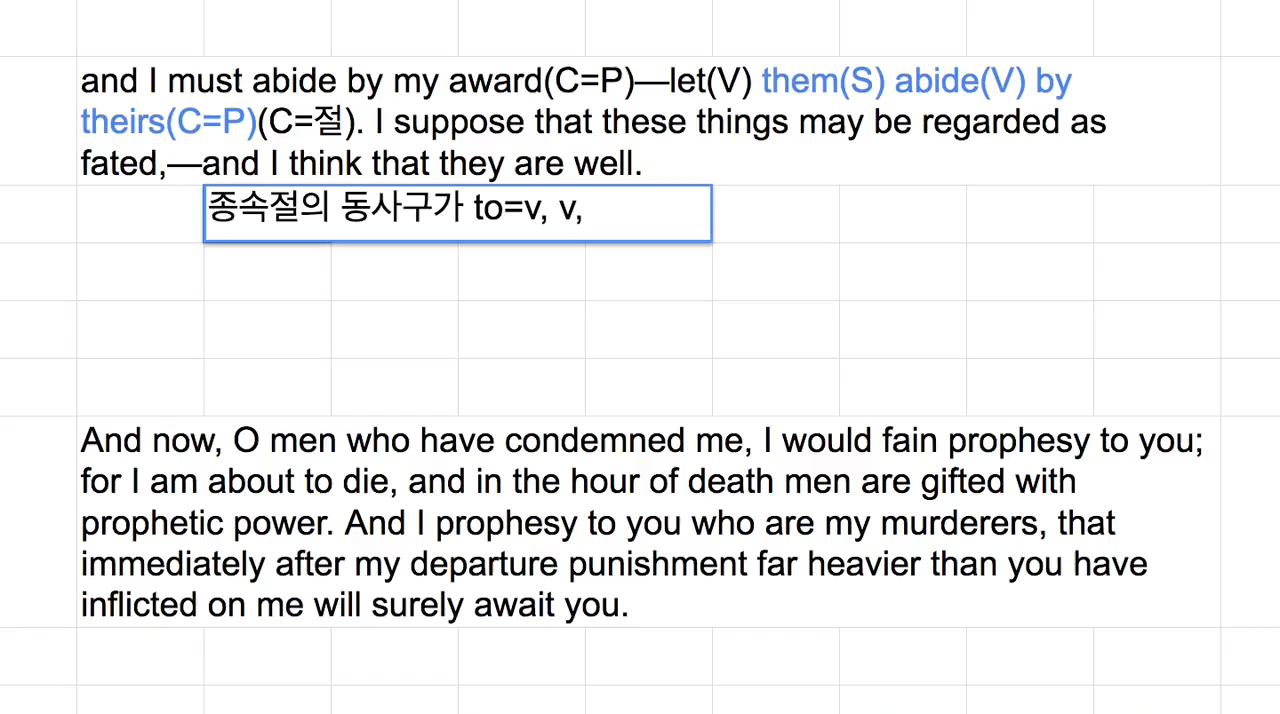 and I must abide by my award(C=P)—let(V) them(S) abide(V) by
theirs(C=P)(C=절). I suppose that these things may be regarded as
fated,—and I think that they are well.
종속절의 동사구가 to=v, v,
And now, O men who have condemned me, I would fain prophesy to you;
for I am about to die, and in the hour of death men are gifted with
prophetic power. And I prophesy to you who are my murderers, that
immediately after my departure punishment far heavier than you have
inflicted on me will surely await you.